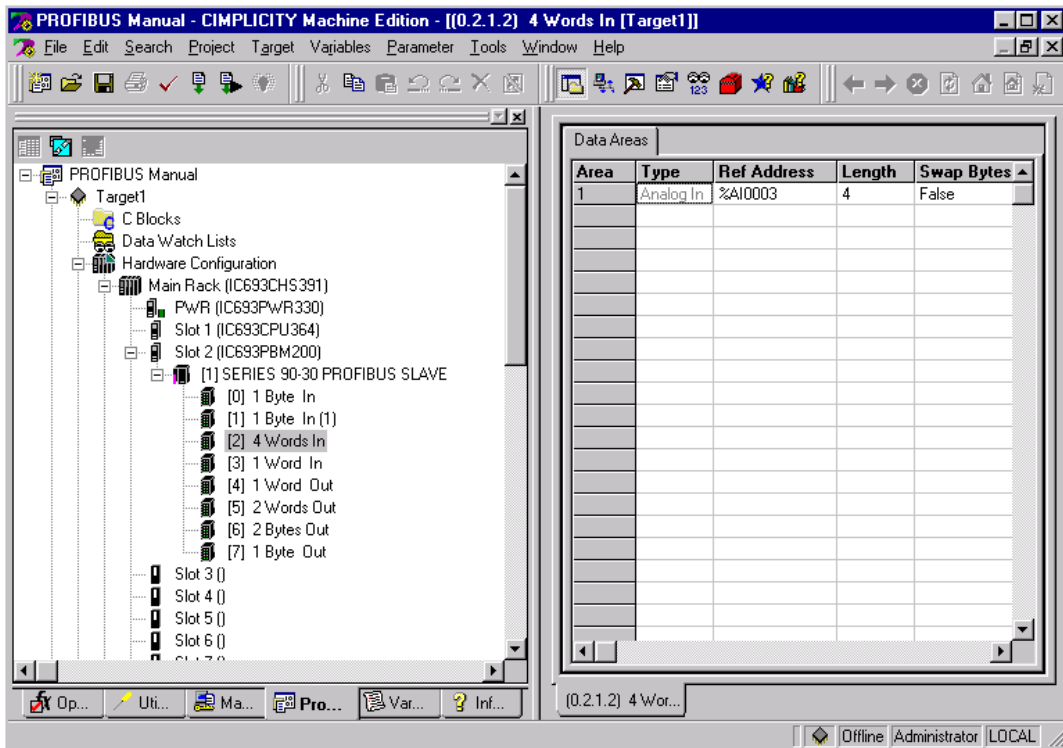 PROFIBUS Manual - CIMPLICITY Machine Edition - [(0.2.1.2) 4 Words In [Target1]]
File Edit Search Project Target Variables Parameter Tools Window Help
123
PROFIBUS Manual
Target1
C Blocks
Data Watch Lists
Hardware Configuration
Main Rack (IC693CHS391)
PWR (IC693PWR330)
Slot 1 (IC693CPU364)
Slot 2 (IC693PBM200)
[1] SERIES 90-30 PROFIBUS SLAVE
[0] 1 Byte In
[1] 1 Byte In (1)
[2] 4 Words In
[3] 1 Word In
[4] 1 Word Out
[5] 2 Words Out
[6] 2 Bytes Out
[7] 1 Byte Out
Slot 3 ()
Slot 4 ()
Slot 5 ()
Slot 6 ()
Op... Uti... Ma... Pro... Var... Inf...
Data Areas
Area Type Ref Address Length Swap Bytes
1 Analog In %AI0003 4 False
(0.2.1.2) 4 Wor...
Offline Administrator LOCAL